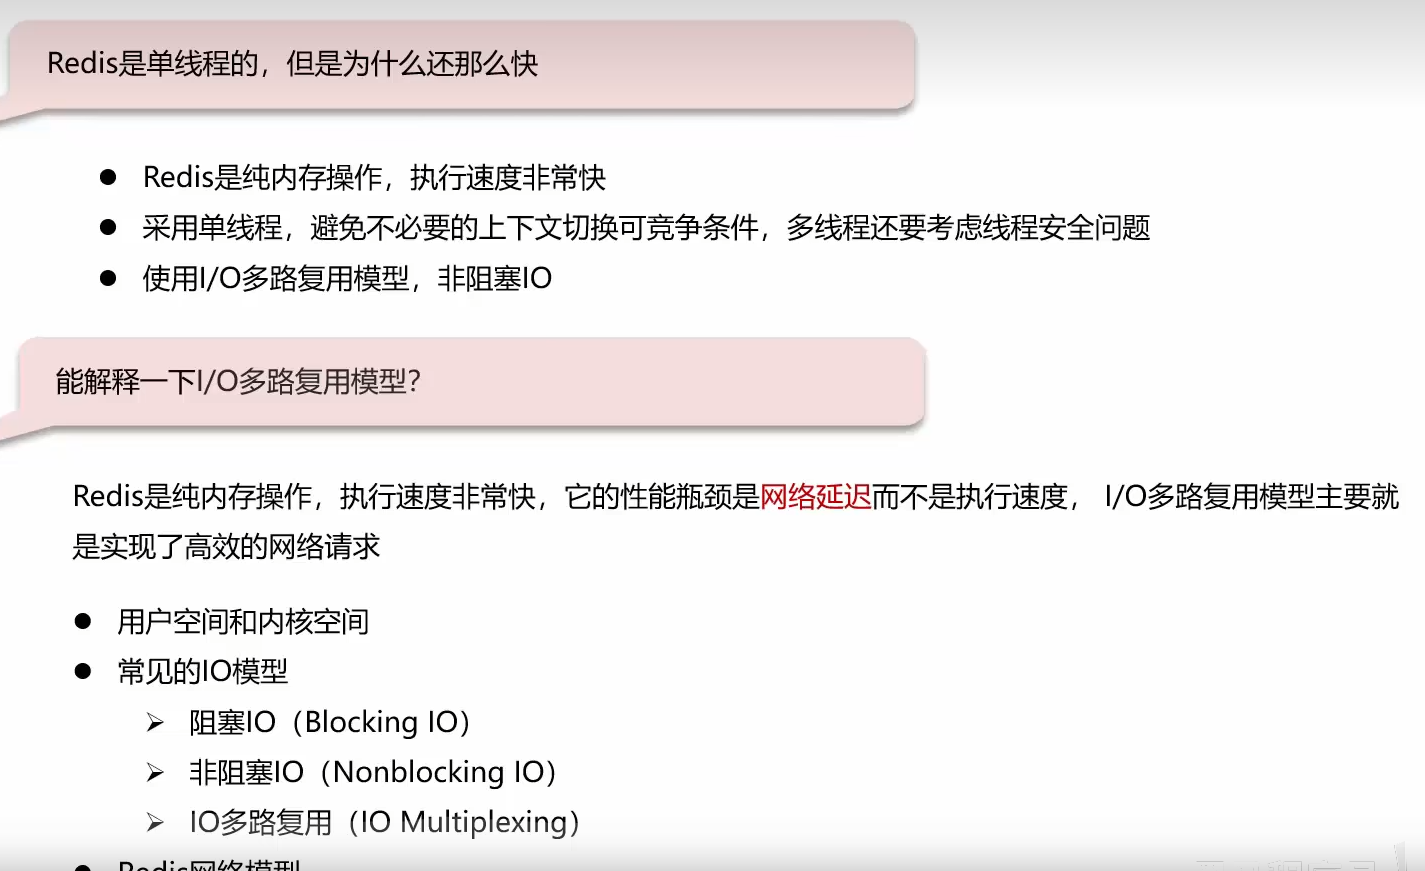 Redis是单线程的，但是为什么还那么快
● Redis是纯内存操作，执行速度非常快
● 采用单线程，避免不必要的上下文切换可竞争条件，多线程还要考虑线程安全问题
● 使用I/O多路复用模型，非阻塞IO
能解释一下I/O多路复用模型？
Redis是纯内存操作，执行速度非常快，它的性能瓶颈是网络延迟而不是执行速度， I/O多路复用模型主要就
是实现了高效的网络请求
● 用户空间和内核空间
● 常见的IO模型
➢ 阻塞IO（Blocking IO）
➢ 非阻塞IO（Nonblocking IO）
➢ IO多路复用（IO Multiplexing）
● Redis网络模型